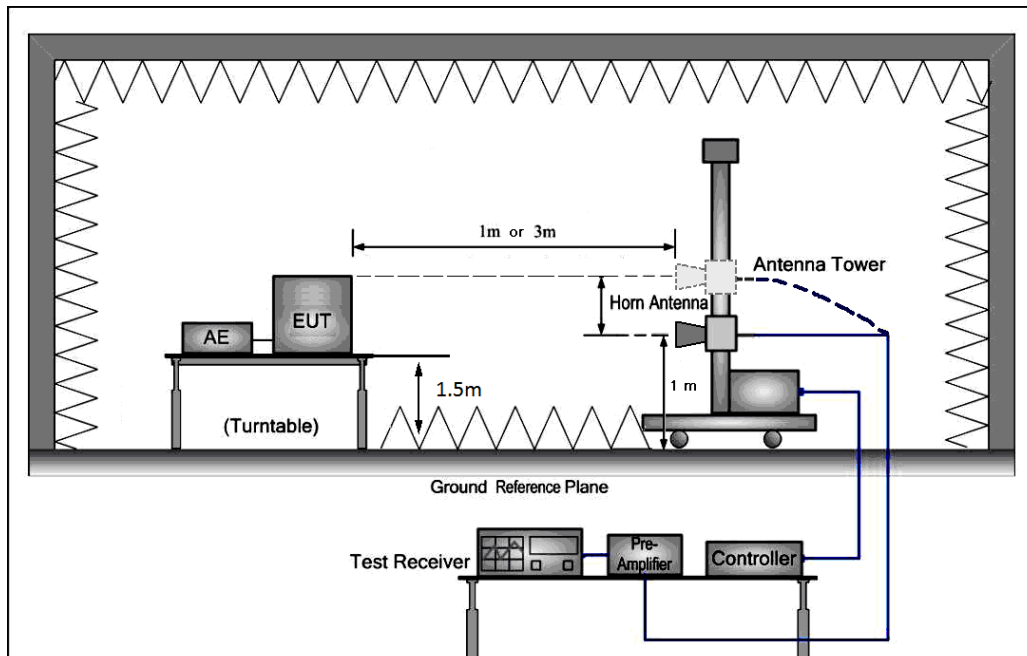 1m or 3m
Antenna Tower
Horn Antenna
EUT
AE
1.5m
1 m
(Turntable)
Ground Reference Plane
Test Receiver
Pre-
Amplifier
Controller